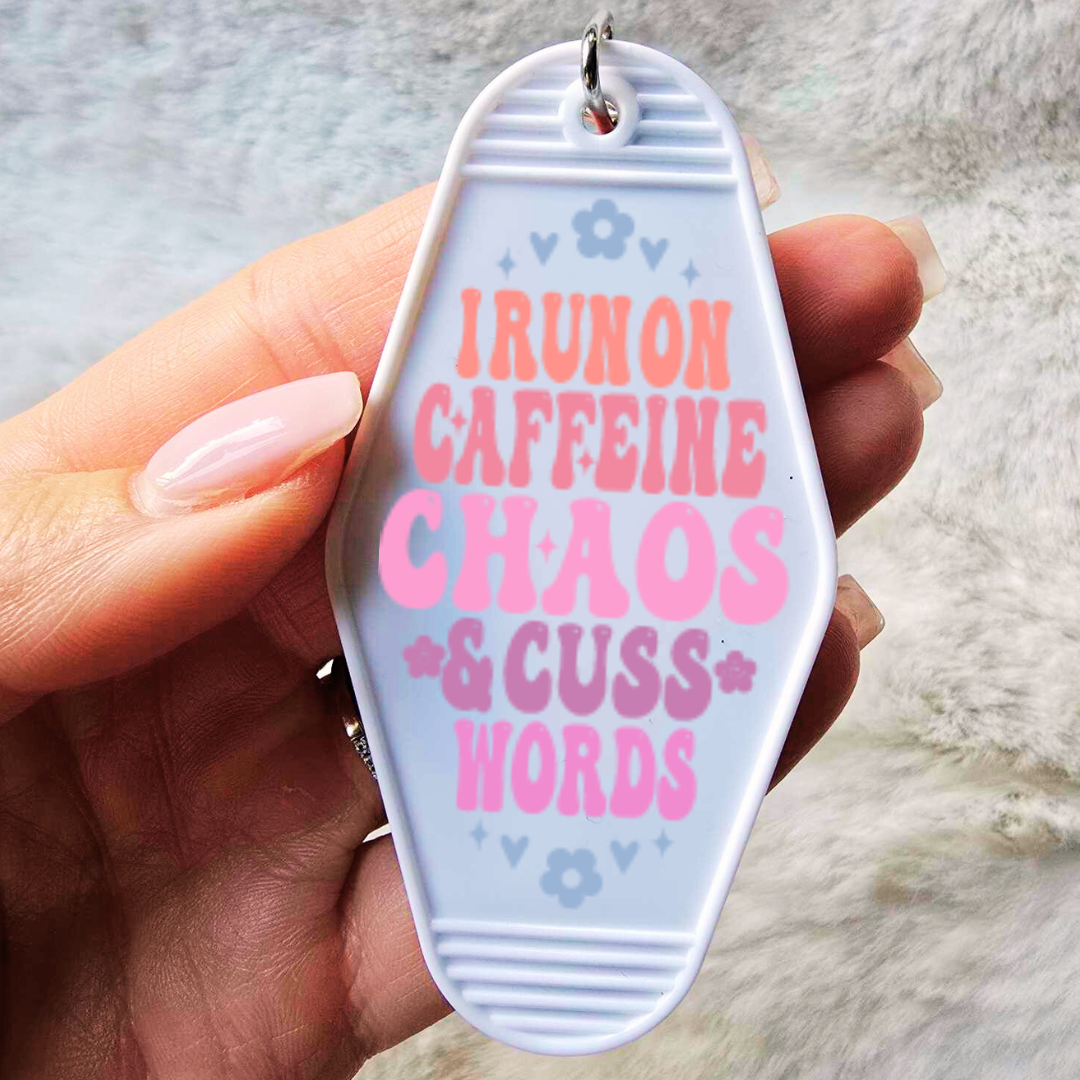 I RUN ON
CAFFEINE
CHAOS
& CUSS
WORDS